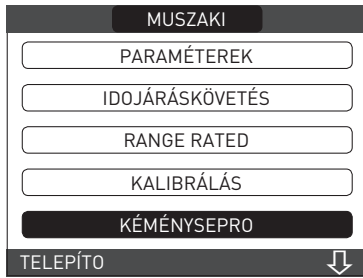 MUSZAKI
PARAMÉTEREK
IDOJÁRÁSKÖVETÉS
RANGE RATED
KALIBRÁLÁS
KÉMÉNYSEPRO
TELEPÍTO